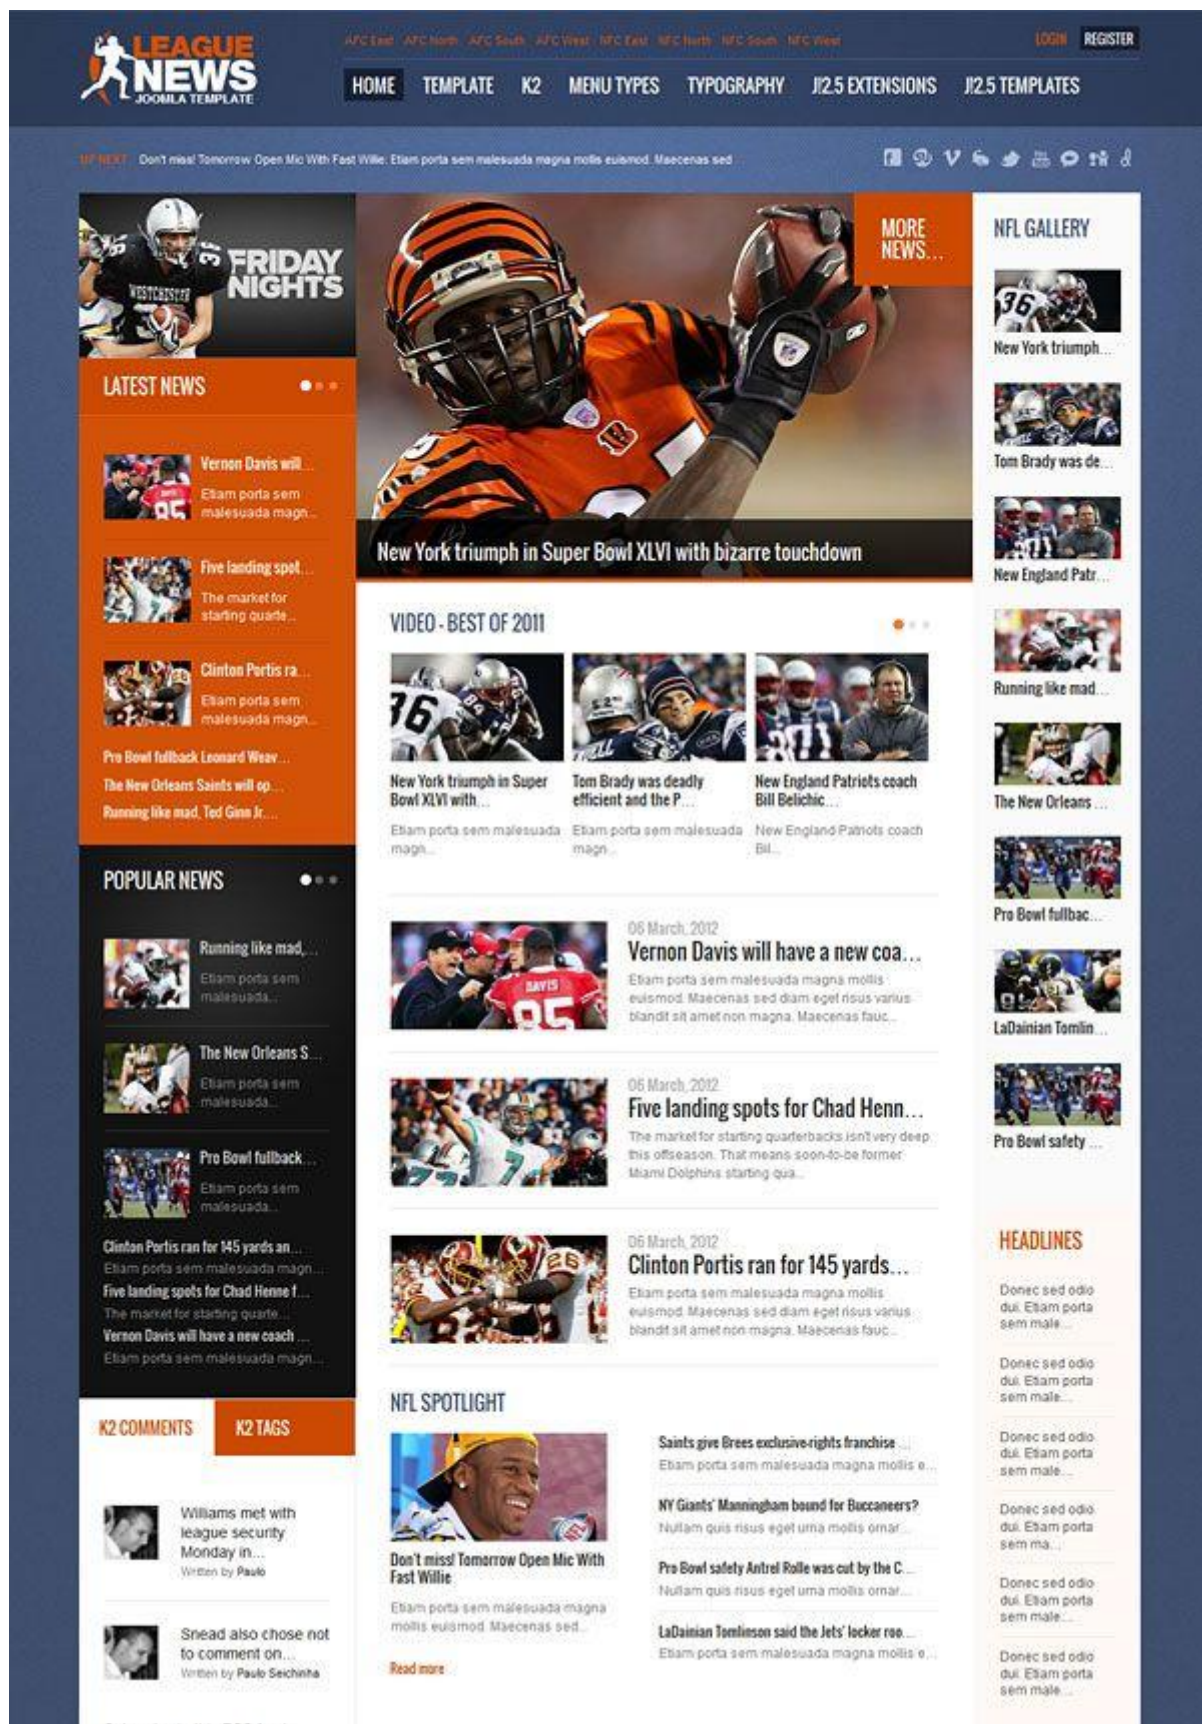 LEAGUE
NEWS
JOOMLA TEMPLATE
AFC East AFC North AFC South AFC West NFC East NFC North NFC South NFC West
LOGIN REGISTER
HOME TEMPLATE K2 MENU TYPES TYPOGRAPHY J!2.5 EXTENSIONS J!2.5 TEMPLATES
UP NEXT Don't miss! Tomorrow Open Mic With Fast Willie: Etiam porta sem malesuada magna mollis euismod. Maecenas sed
FRIDAY
NIGHTS
WESTCHESTER
36
LATEST NEWS
Vernon Davis will...
Etiam porta sem
malesuada magn...
Five landing spot...
The market for
starting quarte...
Clinton Portis ra...
Etiam porta sem
malesuada magn...
Pro Bowl fullback Leonard Weav...
The New Orleans Saints will op...
Running like mad, Ted Ginn Jr....
POPULAR NEWS
Running like mad,...
Etiam porta sem
malesuada...
The New Orleans S...
Etiam porta sem
malesuada...
Pro Bowl fullback...
Etiam porta sem
malesuada...
Clinton Portis ran for 145 yards an...
Etiam porta sem malesuada magn...
Five landing spots for Chad Henne f...
The market for starting quarte...
Vernon Davis will have a new coach ...
Etiam porta sem malesuada magn...
K2 COMMENTS K2 TAGS
Williams met with
league security
Monday in...
Written by Paulo
Snead also chose not
to comment on...
Written by Paulo Seichinha
MORE
NEWS...
New York triumph in Super Bowl XLVI with bizarre touchdown
VIDEO - BEST OF 2011
New York triumph in Super
Bowl XLVI with...
Etiam porta sem malesuada
magn...
Tom Brady was deadly
efficient and the P...
Etiam porta sem malesuada
magn...
New England Patriots coach
Bill Belichic...
New England Patriots coach
Bil...
06 March, 2012
Vernon Davis will have a new coa...
Etiam porta sem malesuada magna mollis
euismod. Maecenas sed diam eget risus varius
blandit sit amet non magna. Maecenas fauc...
DAVIS
85
06 March, 2012
Five landing spots for Chad Henn...
The market for starting quarterbacks isn't very deep
this offseason. That means soon-to-be former
Miami Dolphins starting qua...
7
06 March, 2012
Clinton Portis ran for 145 yards...
Etiam porta sem malesuada magna mollis
euismod. Maecenas sed diam eget risus varius
blandit sit amet non magna. Maecenas fauc...
26
NFL SPOTLIGHT
Don't miss! Tomorrow Open Mic With
Fast Willie
Etiam porta sem malesuada magna
mollis euismod. Maecenas sed...
Read more
Saints give Brees exclusive-rights franchise ...
Etiam porta sem malesuada magna mollis e...
NY Giants' Manningham bound for Buccaneers?
Nullam quis risus eget urna mollis ornar...
Pro Bowl safety Antrel Rolle was cut by the C...
Nullam quis risus eget urna mollis ornar...
LaDainian Tomlinson said the Jets' locker roo...
Etiam porta sem malesuada magna mollis e...
NFL GALLERY
New York triumph...
Tom Brady was de...
New England Patr...
Running like mad...
The New Orleans ...
Pro Bowl fullbac...
LaDainian Tomlin...
Pro Bowl safety ...
HEADLINES
Donec sed odio
dui. Etiam porta
sem male...
Donec sed odio
dui. Etiam porta
sem male...
Donec sed odio
dui. Etiam porta
sem male...
Donec sed odio
dui. Etiam porta
sem ma...
Donec sed odio
dui. Etiam porta
sem male...
Donec sed odio
dui. Etiam porta
sem male...